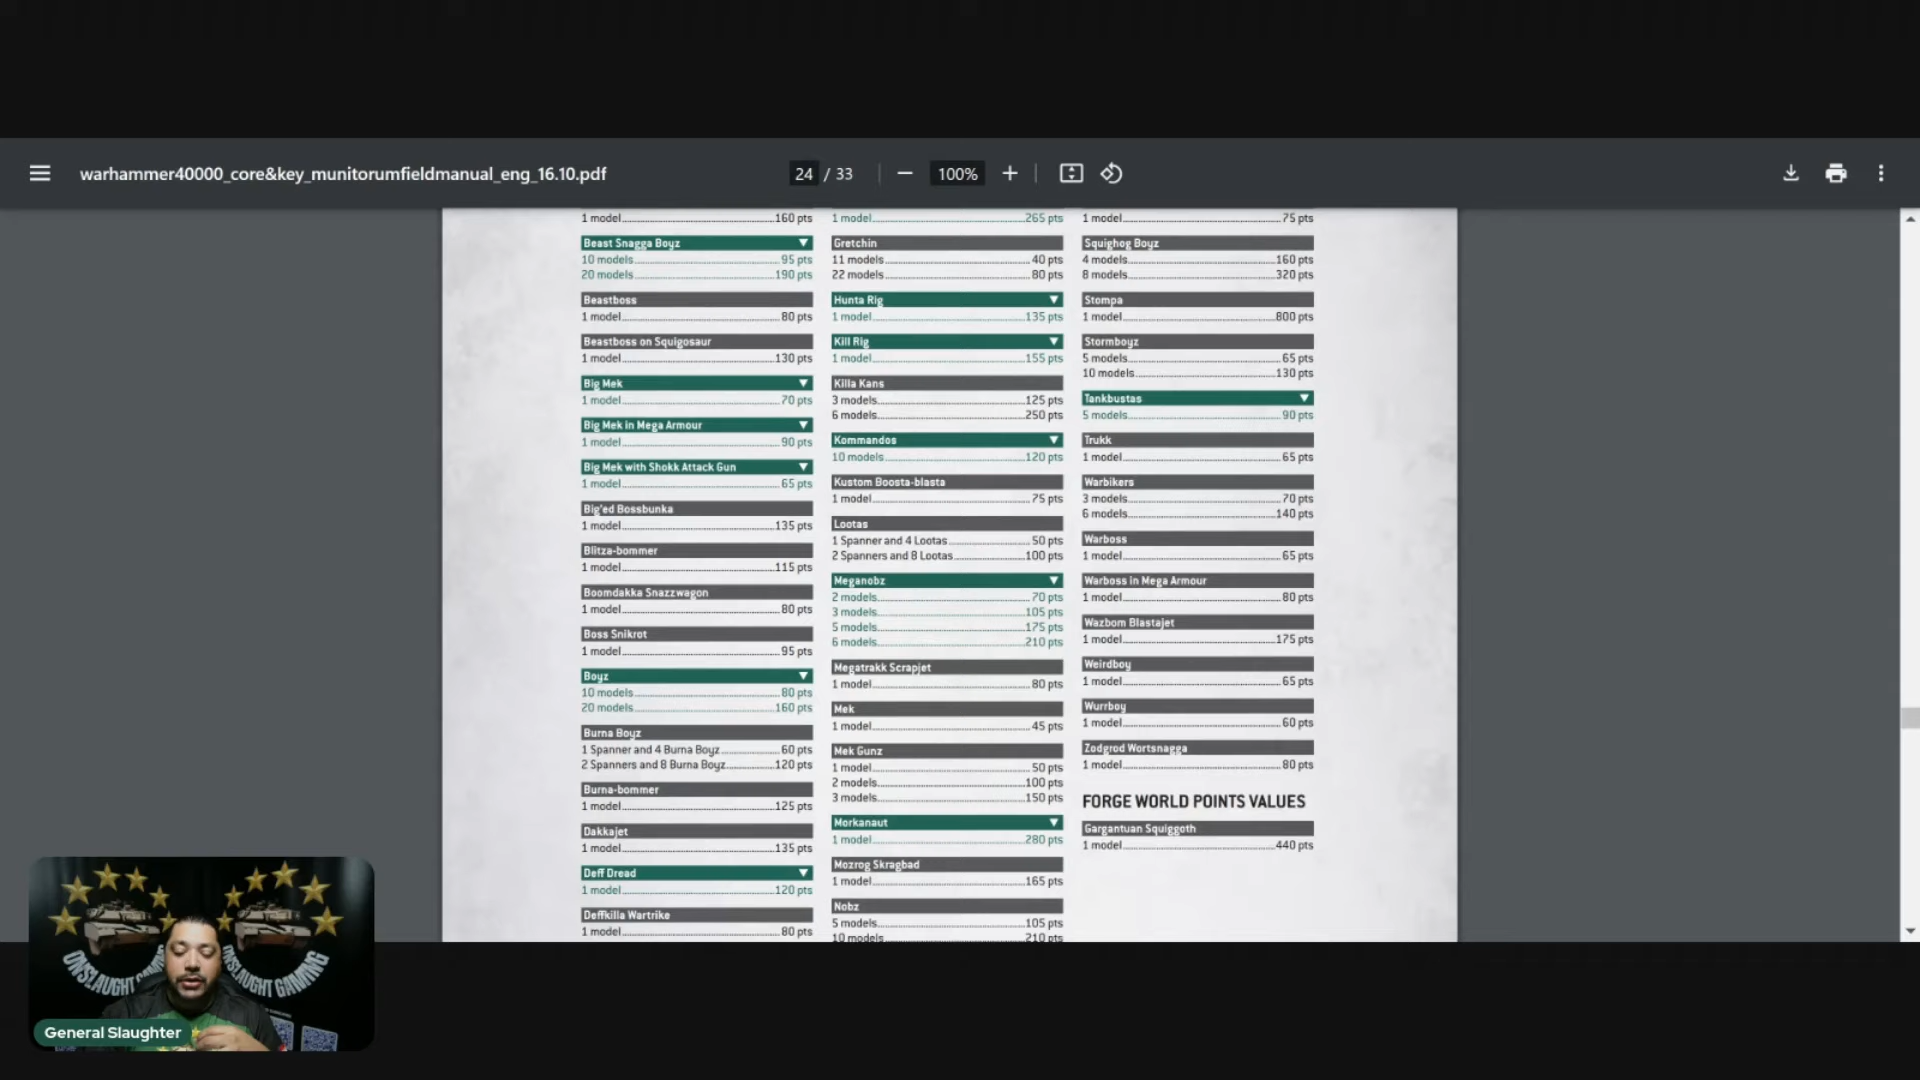 warhammer40000_core&key_munitorumfieldmanual_eng_16.10.pdf
24 / 33
100%
1 model 160 pts
Beast Snagga Boyz ▼
10 models 95 pts
20 models 190 pts
Beastboss
1 model 80 pts
Beastboss on Squigosaur
1 model 130 pts
Big Mek ▼
1 model 70 pts
Big Mek in Mega Armour ▼
1 model 90 pts
Big Mek with Shokk Attack Gun ▼
1 model 65 pts
Big'ed Bossbunka
1 model 135 pts
Blitza-bommer
1 model 115 pts
Boomdakka Snazzwagon
1 model 80 pts
Boss Snikrot
1 model 95 pts
Boyz ▼
10 models 80 pts
20 models 160 pts
Burna Boyz
1 Spanner and 4 Burna Boyz 60 pts
2 Spanners and 8 Burna Boyz 120 pts
Burna-bommer
1 model 125 pts
Dakkajet
1 model 135 pts
Deff Dread ▼
1 model 120 pts
Deffkilla Wartrike
1 model 80 pts
1 model 265 pts
Gretchin
11 models 40 pts
22 models 80 pts
Hunta Rig ▼
1 model 135 pts
Kill Rig ▼
1 model 155 pts
Killa Kans
3 models 125 pts
6 models 250 pts
Kommandos ▼
10 models 120 pts
Kustom Boosta-blasta
1 model 75 pts
Lootas
1 Spanner and 4 Lootas 50 pts
2 Spanners and 8 Lootas 100 pts
Meganobz ▼
2 models 70 pts
3 models 105 pts
5 models 175 pts
6 models 210 pts
Megatrakk Scrapjet
1 model 80 pts
Mek
1 model 45 pts
Mek Gunz
1 model 50 pts
2 models 100 pts
3 models 150 pts
Morkanaut ▼
1 model 280 pts
Mozrog Skragbad
1 model 165 pts
Nobz
5 models 105 pts
10 models 210 pts
1 model 75 pts
Squighog Boyz
4 models 160 pts
8 models 320 pts
Stompa
1 model 800 pts
Stormboyz
5 models 65 pts
10 models 130 pts
Tankbustas ▼
5 models 90 pts
Trukk
1 model 65 pts
Warbikers
3 models 70 pts
6 models 140 pts
Warboss
1 model 65 pts
Warboss in Mega Armour
1 model 80 pts
Wazbom Blastajet
1 model 175 pts
Weirdboy
1 model 65 pts
Wurrboy
1 model 60 pts
Zodgrod Wortsnagga
1 model 80 pts
FORGE WORLD POINTS VALUES
Gargantuan Squiggoth
1 model 440 pts
ONSLAUGHT
ONSLAUGHT GAMING
General Slaughter